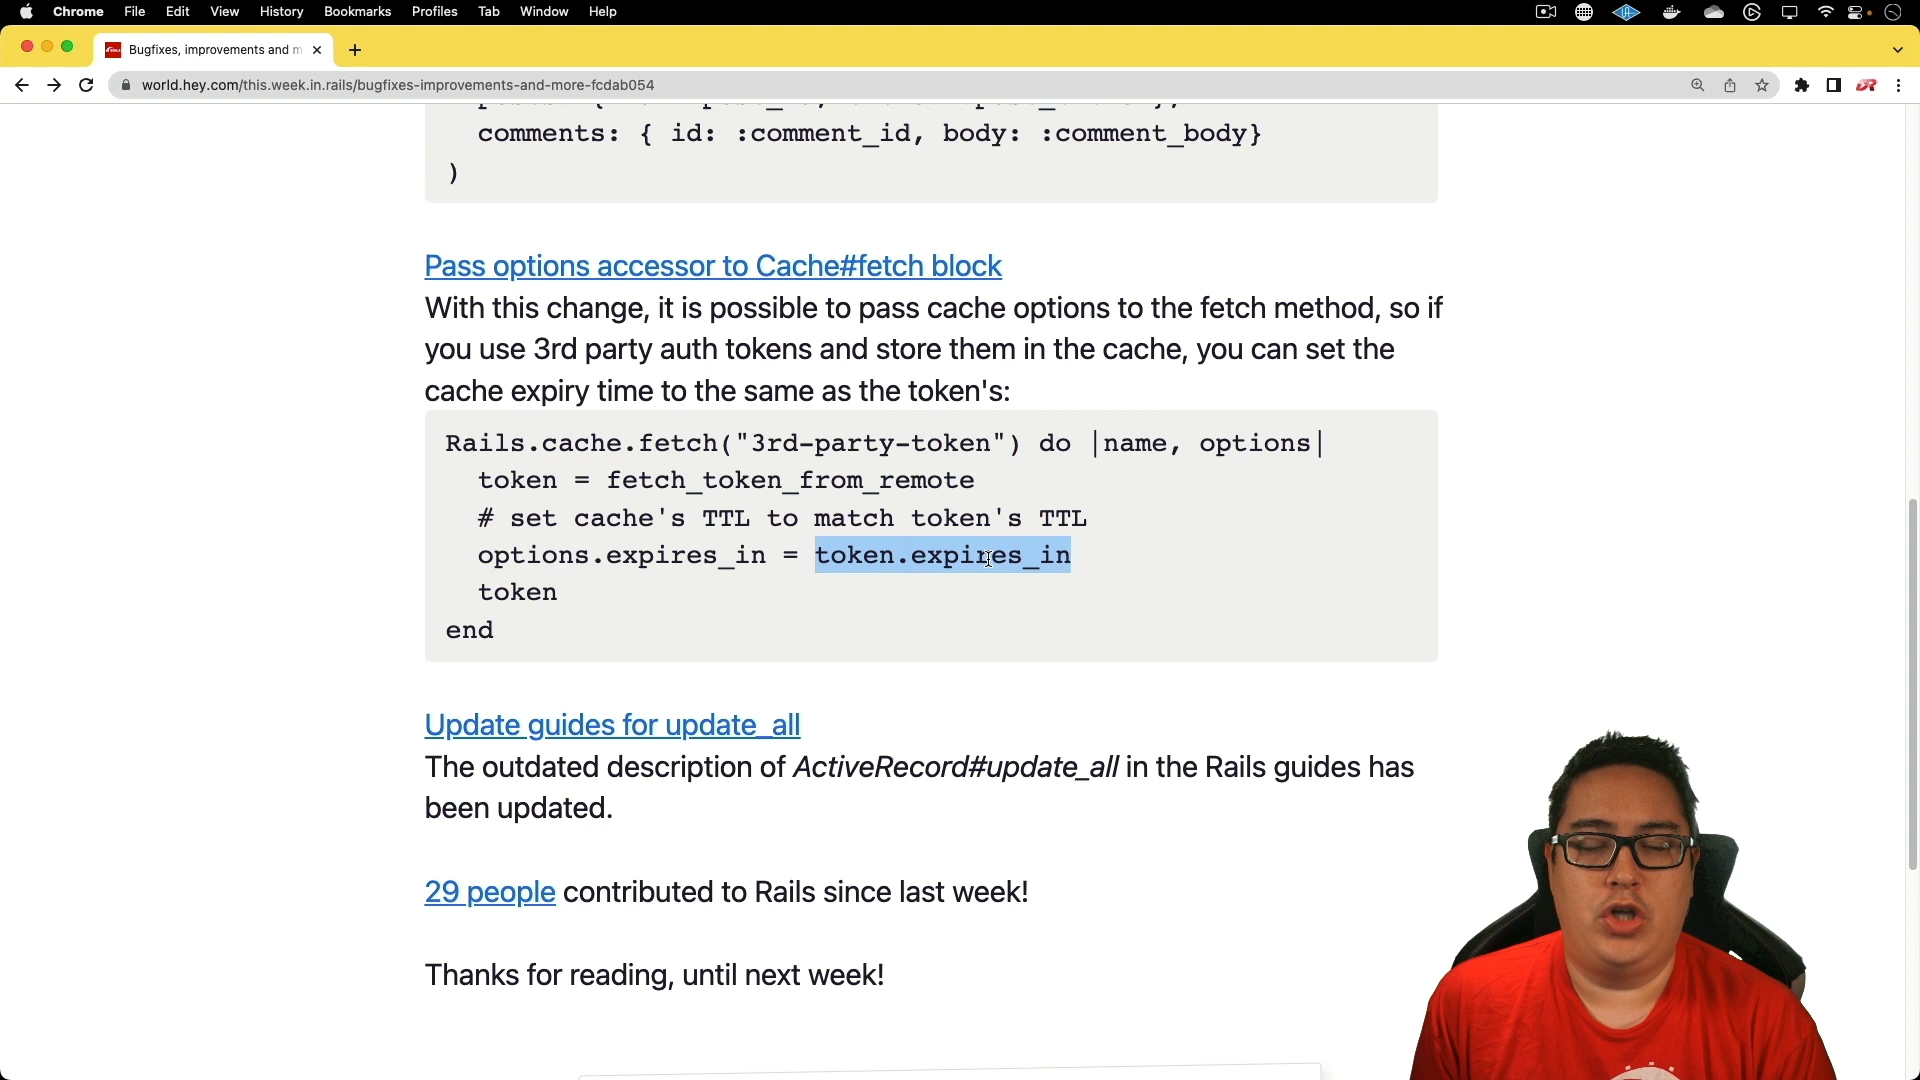 Chrome File Edit View History Bookmarks Profiles Tab Window Help
Bugfixes, improvements and m
world.hey.com/this.week.in.rails/bugfixes-improvements-and-more-fcdab054
comments: { id: :comment_id, body: :comment_body}
)
Pass options accessor to Cache#fetch block
With this change, it is possible to pass cache options to the fetch method, so if
you use 3rd party auth tokens and store them in the cache, you can set the
cache expiry time to the same as the token's:
Rails.cache.fetch("3rd-party-token") do |name, options|
token = fetch_token_from_remote
# set cache's TTL to match token's TTL
options.expires_in = token.expires_in
token
end
Update guides for update_all
The outdated description of ActiveRecord#update_all in the Rails guides has
been updated.
29 people contributed to Rails since last week!
Thanks for reading, until next week!